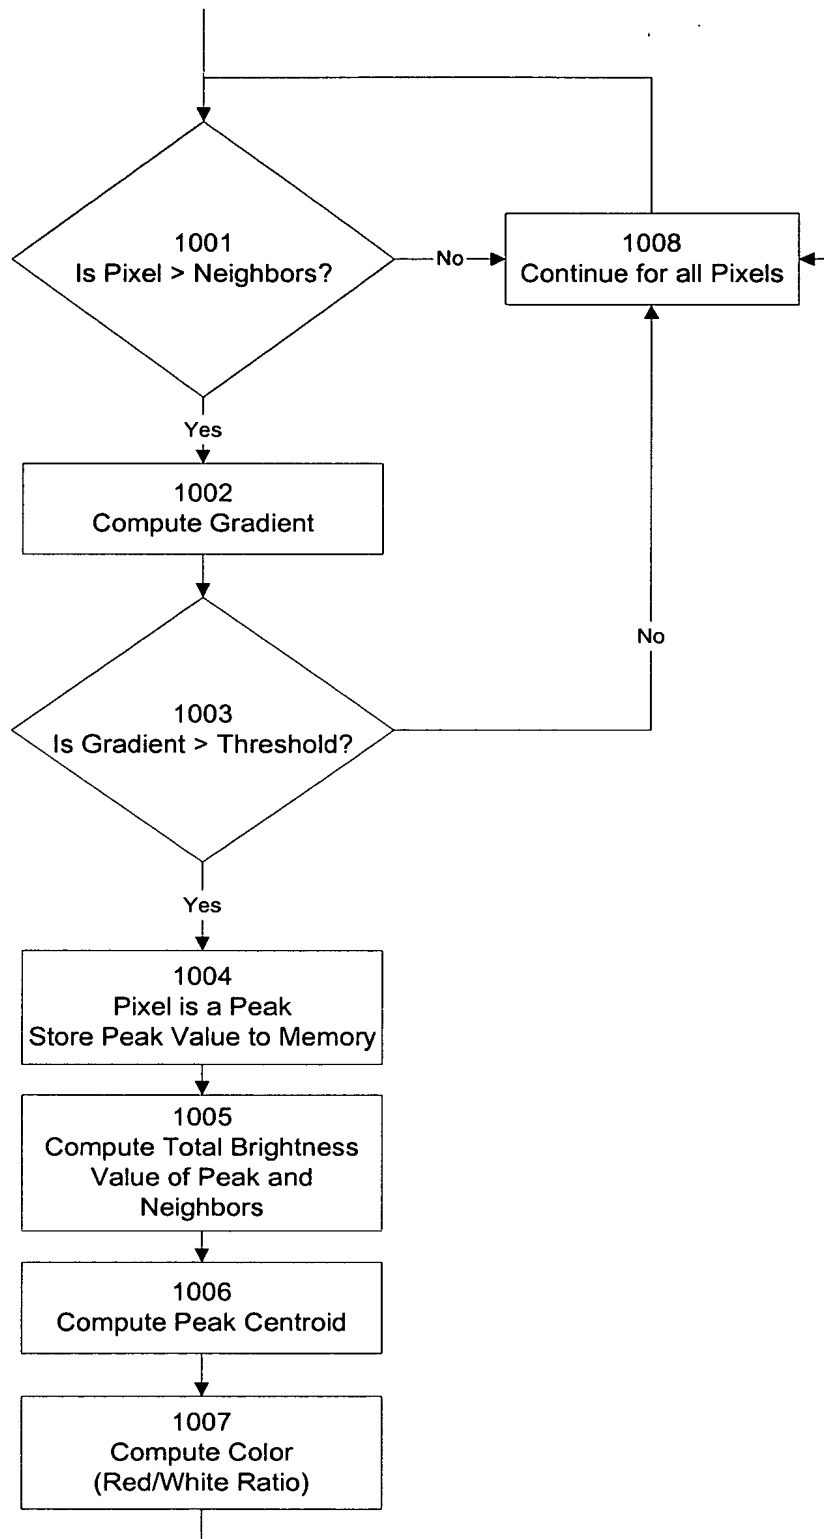 1001
Is Pixel > Neighbors?
No
1008
Continue for all Pixels
Yes
1002
Compute Gradient
No
1003
Is Gradient > Threshold?
Yes
1004
Pixel is a Peak
Store Peak Value to Memory
1005
Compute Total Brightness
Value of Peak and
Neighbors
1006
Compute Peak Centroid
1007
Compute Color
(Red/White Ratio)